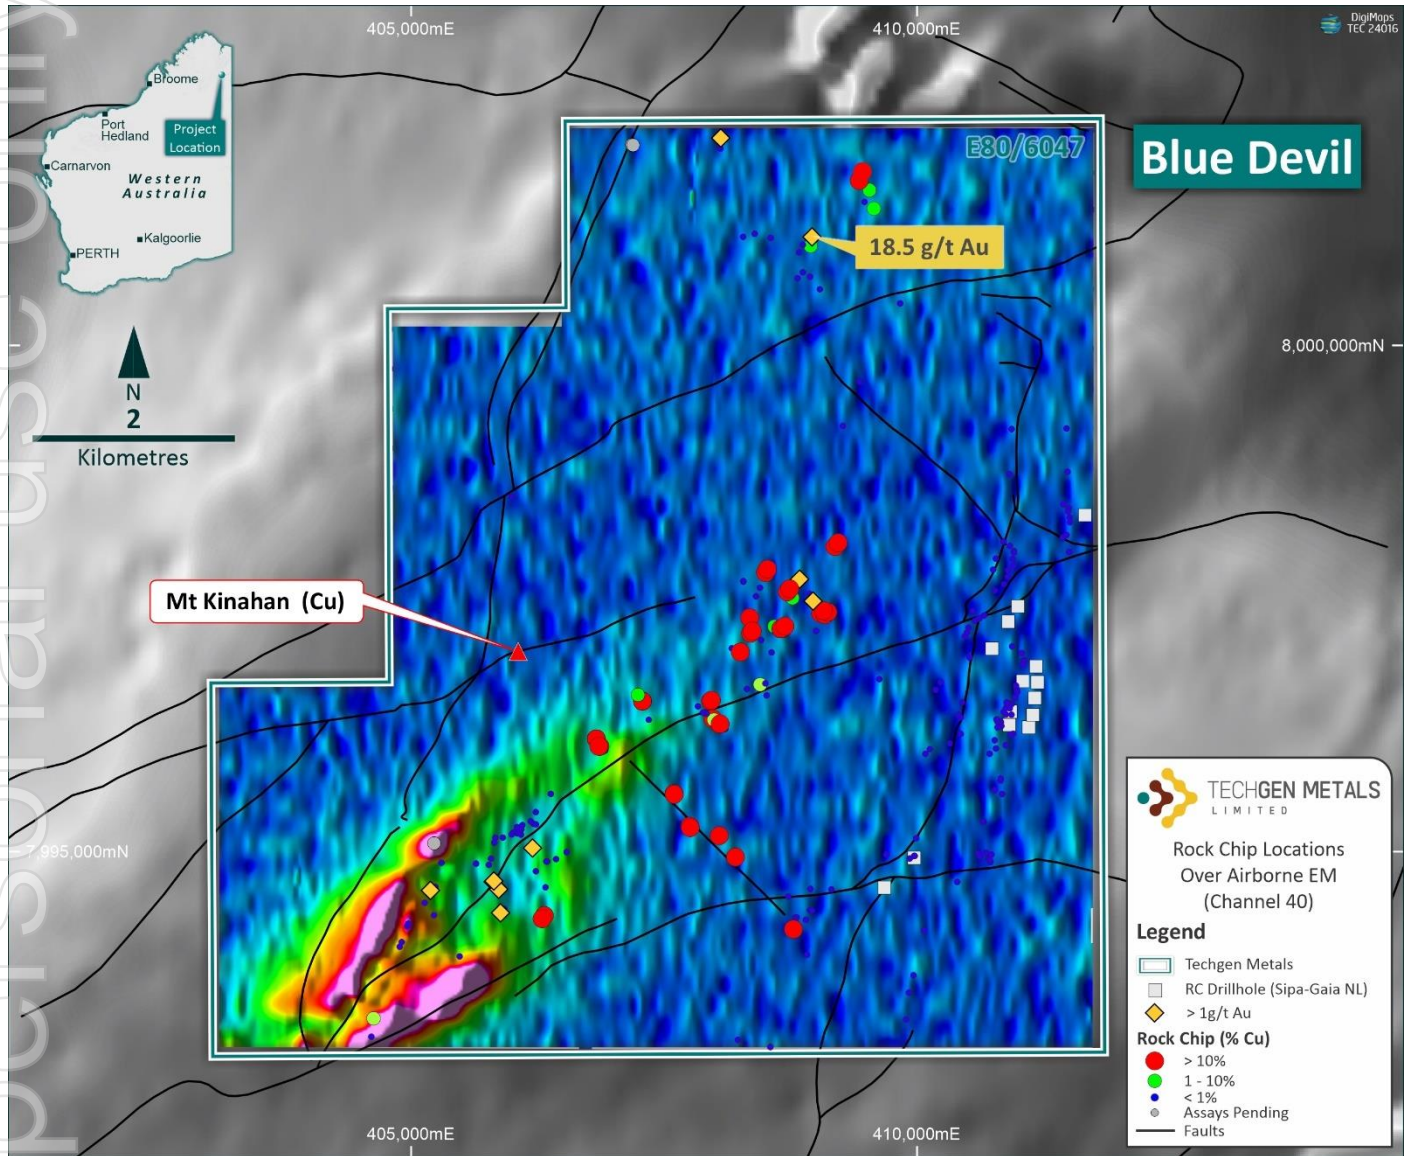 405,000mE
410,000mE
DigiMaps
TEC 24016
Broome
Port
Hedland
Project
Location
Carnarvon
Western
Australia
Kalgoorlie
PERTH
E80/6047
Blue Devil
18.5 g/t Au
N
2
Kilometres
8,000,000mN
Mt Kinahan (Cu)
7,995,000mN
TECHGEN METALS
LIMITED
Rock Chip Locations
Over Airborne EM
(Channel 40)
Legend
Techgen Metals
RC Drillhole (Sipa-Gaia NL)
> 1g/t Au
Rock Chip (% Cu)
> 10%
1 - 10%
< 1%
Assays Pending
Faults
405,000mE
410,000mE
personal use only